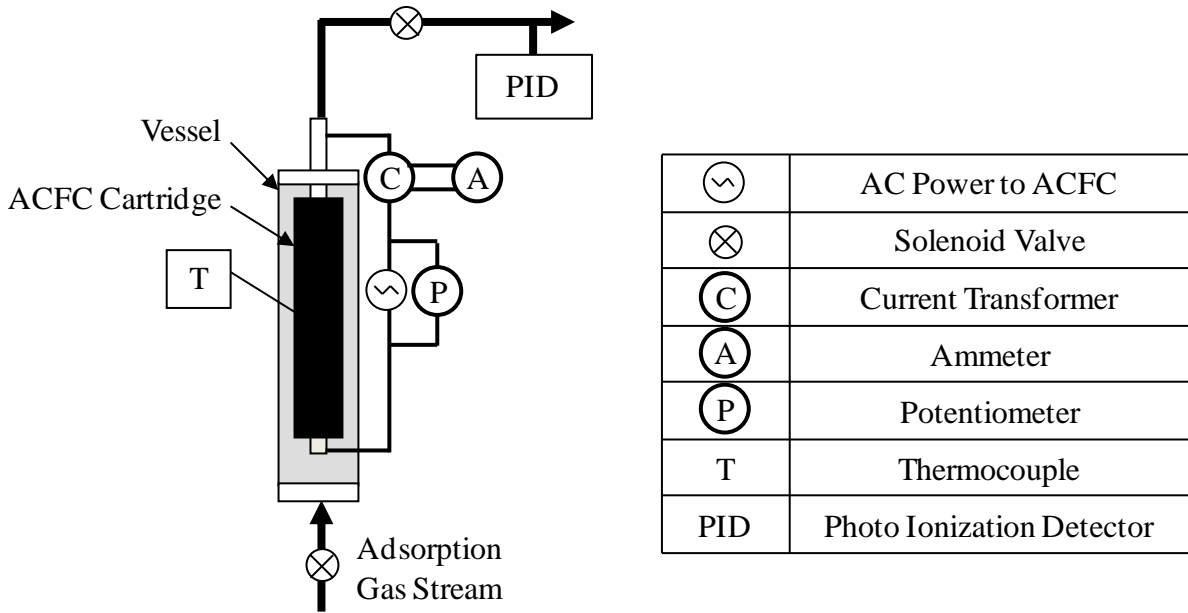 PID
Vessel
C
A
ACFC Cartridge
T
P
Adsorption
Gas Stream
AC Power to ACFC
Solenoid Valve
C Current Transformer
A Ammeter
P Potentiometer
T Thermocouple
PID Photo Ionization Detector